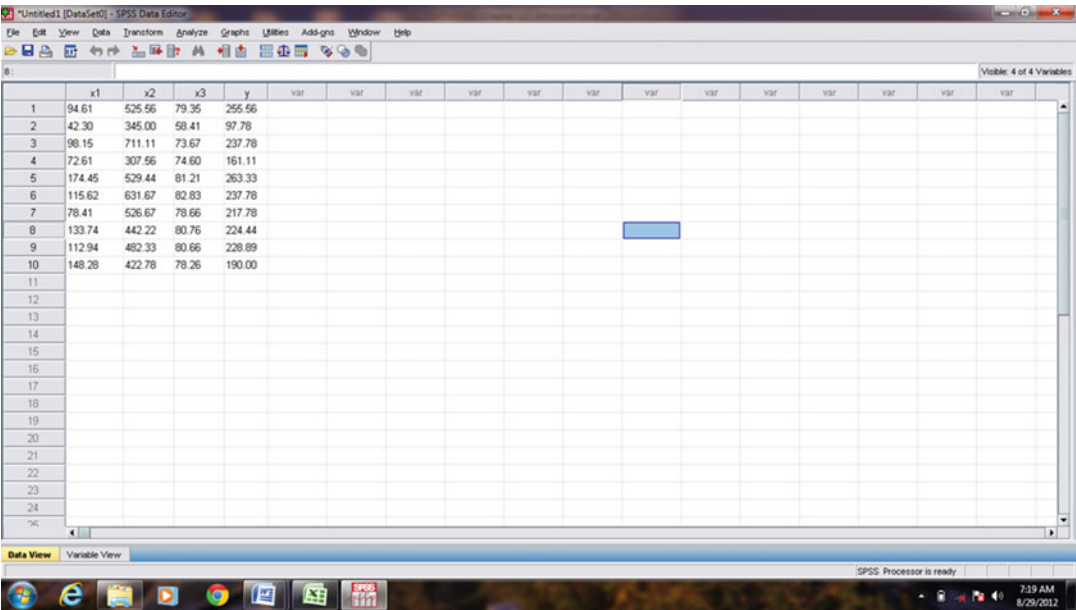 *Untitled1 [DataSet0] - SPSS Data Editor
File Edit View Data Transform Analyze Graphs Utilities Add-ons Window Help
8 : Visible: 4 of 4 Variables
x1 x2 x3 y var var var var var var var var var var var var var
1 94.61 525.56 79.35 255.56
2 42.30 345.00 58.41 97.78
3 98.15 711.11 73.67 237.78
4 72.61 307.56 74.60 161.11
5 174.45 529.44 81.21 263.33
6 115.62 631.67 82.83 237.78
7 78.41 526.67 78.66 217.78
8 133.74 442.22 80.76 224.44
9 112.94 482.33 80.66 228.89
10 148.28 422.78 78.26 190.00
11
12
13
14
15
16
17
18
19
20
21
22
23
24
25
Data View Variable View
SPSS Processor is ready
SPSS 7:19 AM
8/29/2012